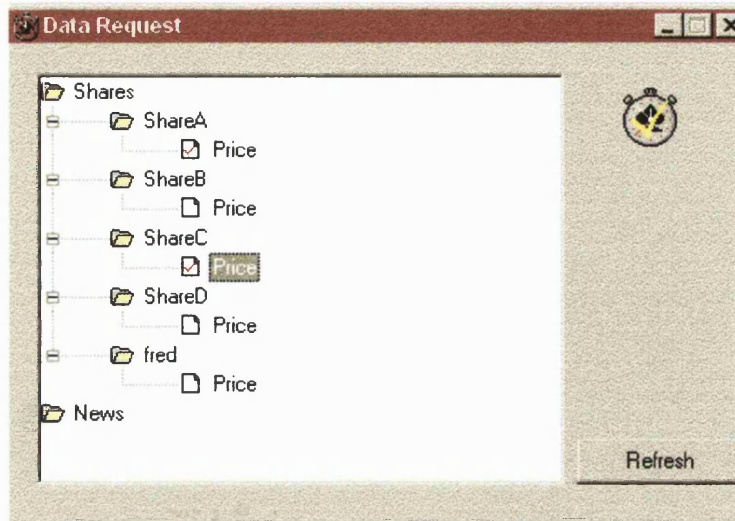 Data Request
Shares
ShareA
Price
ShareB
Price
ShareC
Price
ShareD
Price
fred
Price
News
Refresh